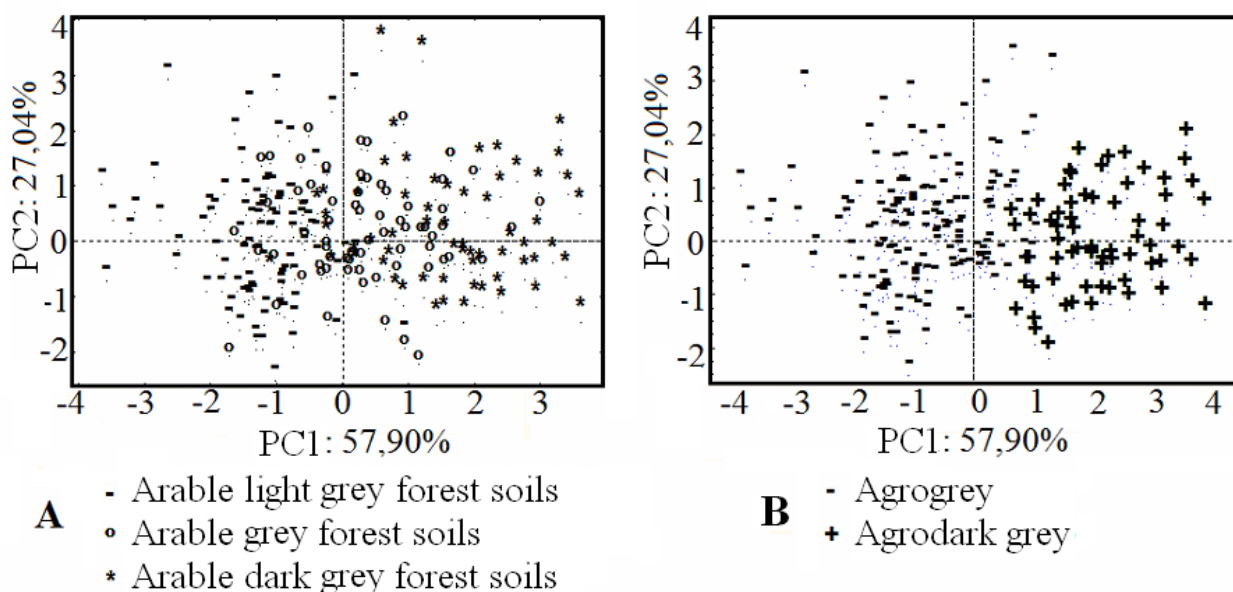 4
3
2
1
0
-1
-2
PC2: 27,04%
-4 -3 -2 -1 0 1 2 3
PC1: 57,90%
A
- Arable light grey forest soils
o Arable grey forest soils
* Arable dark grey forest soils
4
3
2
1
0
-1
-2
PC2: 27,04%
-4 -3 -2 -1 0 1 2 3 4
PC1: 57,90%
B
- Agrogrey
+ Agrodark grey